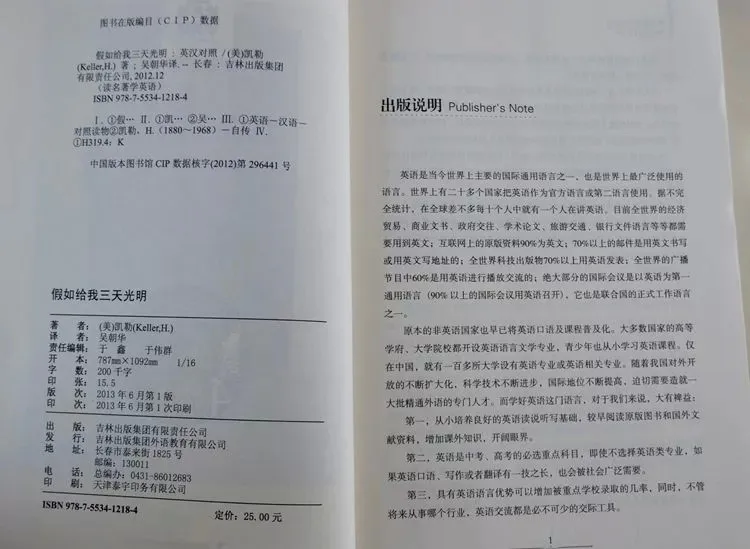 图书在版编目(CIP)数据
假如给我三天光明:英汉对照/(美)凯勒
(Keller,H.)著;吴朝华译.--长春:吉林出版集团
有限责任公司,2012.12
(读名著学英语)
ISBN 978-7-5534-1218-4
Ⅰ.①假… Ⅱ.①凯… ②吴… Ⅲ.①英语-汉语-
对照读物②凯勒,H.(1880~1968)-自传 Ⅳ.
①H319.4:K
中国版本图书馆CIP数据核字(2012)第296441号
假如给我三天光明
著 者:(美)凯勒(Keller,H.)
译 者:吴朝华
责任编辑:于 鑫 于伟群
开 本:787mm×1092mm 1/16
字 数:200千字
印 张:15.5
版 次:2013年6月第1版
印 次:2013年6月第1次印刷
出 版:吉林出版集团有限责任公司
发 行:吉林出版集团外语教育有限公司
地 址:长春市泰来街1825号
邮编:130011
电 话:总编办:0431-86012683
印 刷:天津泰宇印务有限公司
ISBN 978-7-5534-1218-4 定价:25.00元
出版说明 Publisher's Note
英语是当今世界上主要的国际通用语言之一,也是世界上最广泛使用的
语言。世界上有二十多个国家把英语作为官方语言或第二语言使用。据不完
全统计,在全球差不多每十个人中就有一个人在讲英语。目前全世界的经济
贸易、商业文书、政府交往、学术论文、旅游交通、银行文件语言等等都需
要用到英文;互联网上的原版资料90%为英文;70%以上的邮件是用英文书写
或用英文写地址的;全世界科技出版物70%以上用英语发表;全世界的广播
节目中60%是用英语进行播放交流的;绝大部分的国际会议是以英语为第一
通用语言(90%以上的国际会议用英语召开),它也是联合国的正式工作语言
之一。
原本的非英语国家也早已将英语口语及课程普及化。大多数国家的高等
学府、大学院校都开设英语语言文学专业,青少年也从小学习英语课程。仅
在中国,就有一百多所大学设有英语专业或英语相关专业。随着我国对外开
放的不断扩大化,科学技术不断进步,国际地位不断提高,迫切需要造就一
大批精通外语的专门人才。而学好英语这门语言,对于我们来说,大有裨益:
第一,从小培养良好的英语读说听写基础,较早阅读原版图书和国外文
献资料,增加课外知识,开阔眼界。
第二,英语是中考、高考的必选重点科目,即使不选择英语类专业,如
果英语口语、写作或者翻译有一技之长,也会被社会广泛需要。
第三,具有英语语言优势可以增加被重点学校录取的几率,同时,不管
将来从事哪个行业,英语交流都是必不可少的交际工具。
1